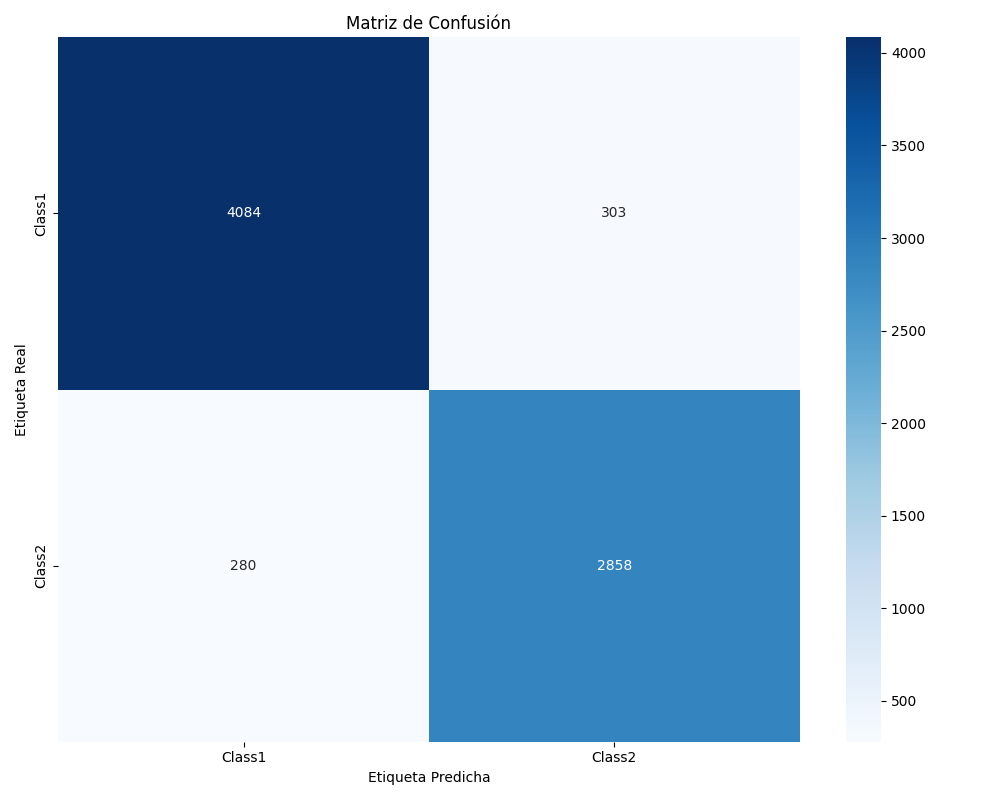 Matriz de Confusión
Etiqueta Real
Class1
Class2
4084
303
280
2858
Class1
Class2
Etiqueta Predicha
4000
3500
3000
2500
2000
1500
1000
500